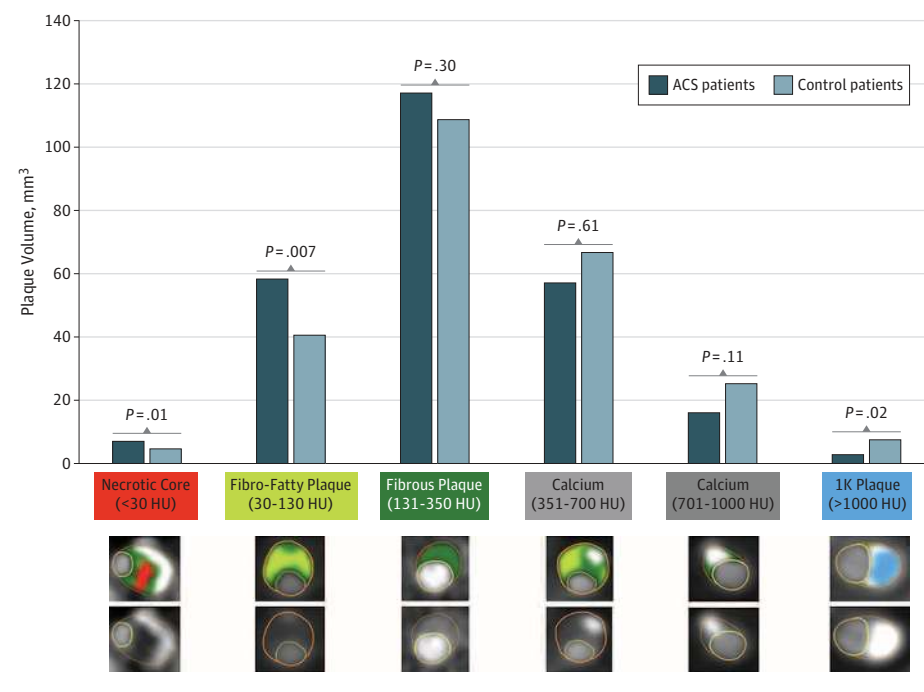 140
120
100
80
60
40
20
0
Plaque Volume, mm³
ACS patients
Control patients
P = .01
P = .007
P = .30
P = .61
P = .11
P = .02
Necrotic Core
(<30 HU)
Fibro-Fatty Plaque
(30-130 HU)
Fibrous Plaque
(131-350 HU)
Calcium
(351-700 HU)
Calcium
(701-1000 HU)
1K Plaque
(>1000 HU)